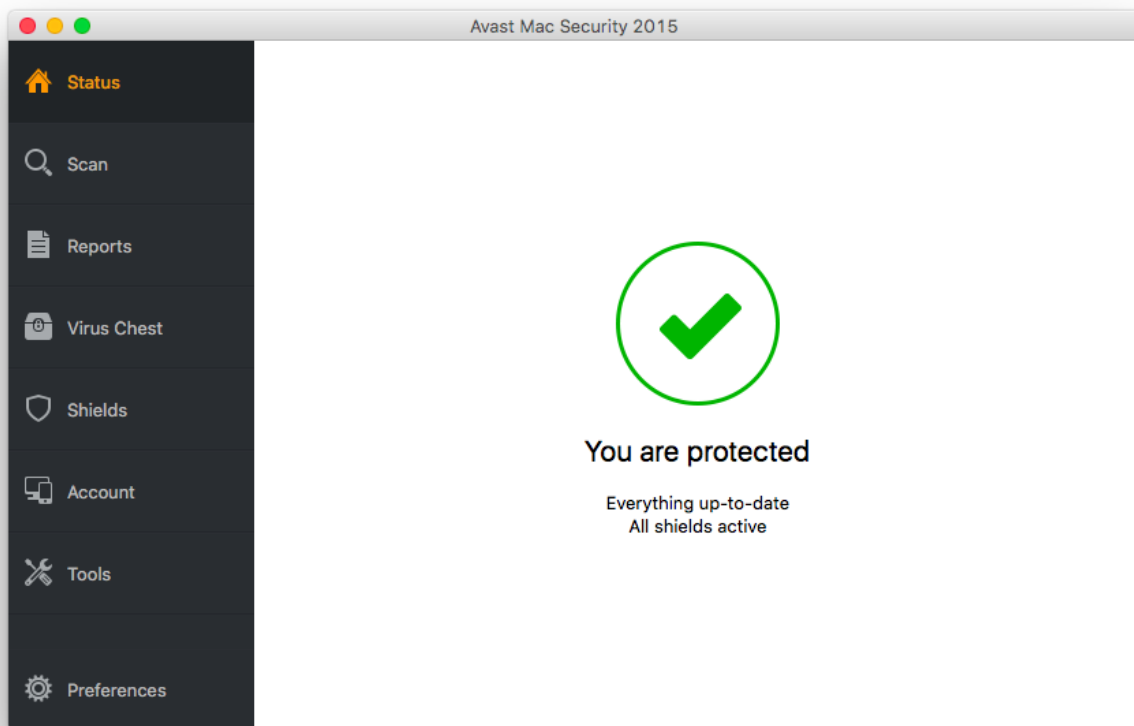 Avast Mac Security 2015
Status
Scan
Reports
Virus Chest
Shields
Account
Tools
Preferences
You are protected
Everything up-to-date
All shields active